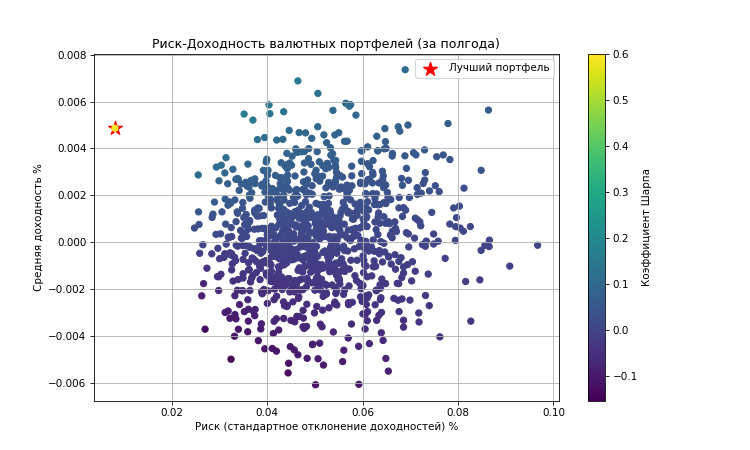 Риск-Доходность валютных портфелей (за полгода)
Лучший портфель
Средняя доходность %
0.008
0.006
0.004
0.002
0.000
−0.002
−0.004
−0.006
0.02 0.04 0.06 0.08 0.10
Риск (стандартное отклонение доходностей) %
0.6
0.5
0.4
0.3
0.2
0.1
0.0
−0.1
Коэффициент Шарпа